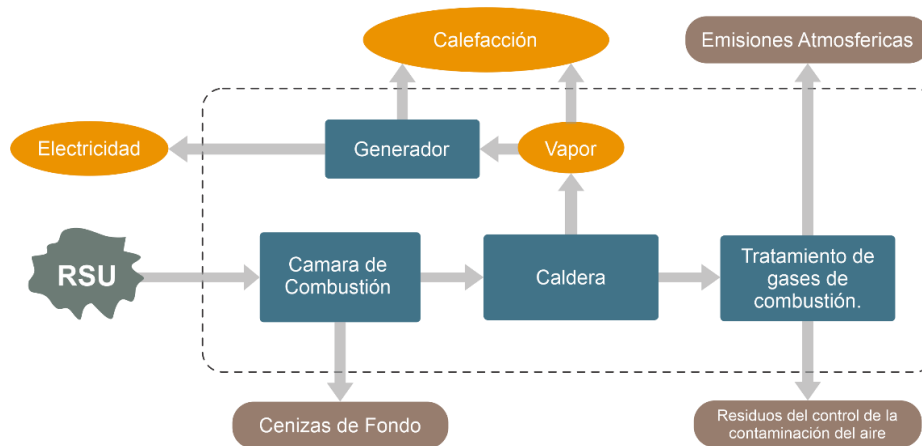 Calefacción
Emisiones Atmosfericas
Electricidad
Generador
Vapor
RSU
Camara de
Combustión
Caldera
Tratamiento de
gases de
combustión.
Cenizas de Fondo
Residuos del control de la
contaminación del aire